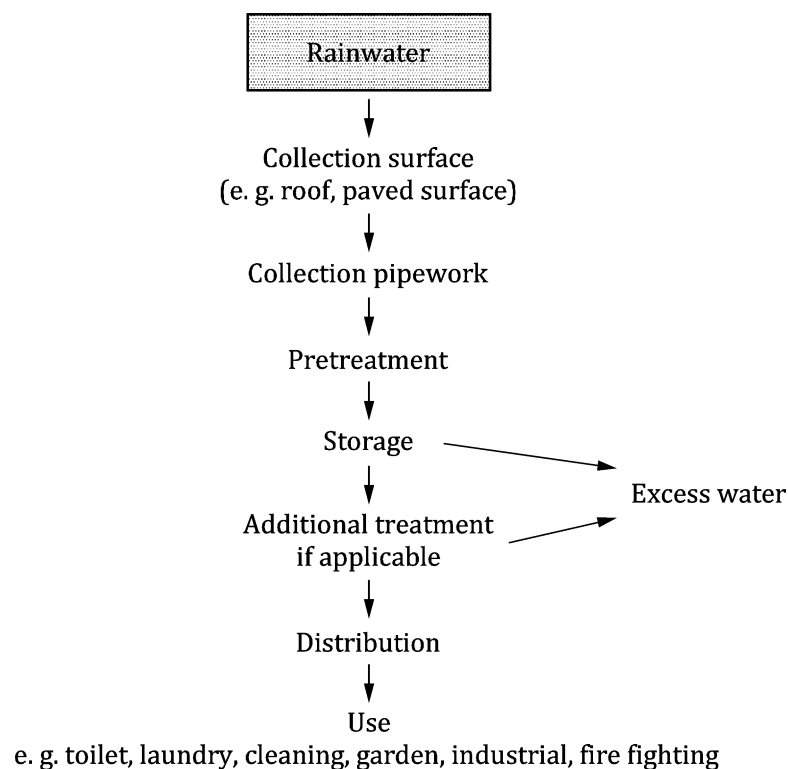 Rainwater
Collection surface
(e. g. roof, paved surface)
Collection pipework
Pretreatment
Storage
Excess water
Additional treatment
if applicable
Distribution
Use
e. g. toilet, laundry, cleaning, garden, industrial, fire fighting